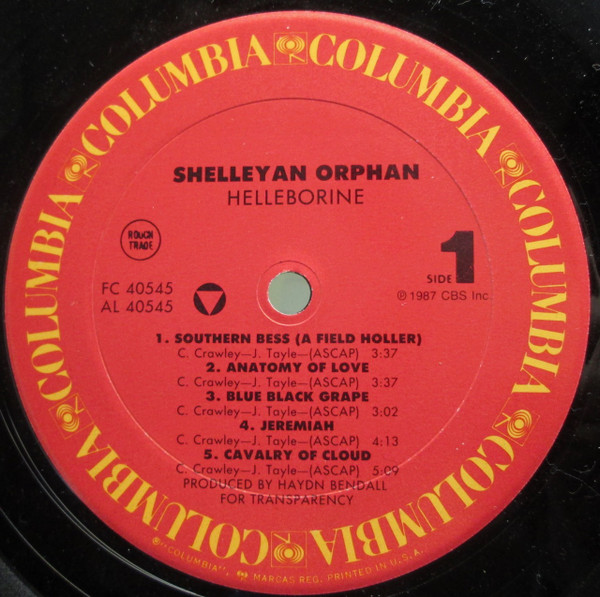 COLUMBIA COLUMBIA COLUMBIA COLUMBIA COLUMBIA COLUMBIA COLUMBIA
SHELLEYAN ORPHAN
HELLEBORINE
ROUGH
TRADE
SIDE 1
FC 40545
AL 40545
℗ 1987 CBS Inc.
1. SOUTHERN BESS (A FIELD HOLLER)
C. Crawley—J. Tayle—(ASCAP) 3:37
2. ANATOMY OF LOVE
C. Crawley—J. Tayle—(ASCAP) 3:37
3. BLUE BLACK GRAPE
C. Crawley—J. Tayle—(ASCAP) 3:02
4. JEREMIAH
C. Crawley—J. Tayle—(ASCAP) 4:13
5. CAVALRY OF CLOUD
C. Crawley—J. Tayle—(ASCAP) 5:09
PRODUCED BY HAYDN BENDALL
FOR TRANSPARENCY
® "COLUMBIA", MARCAS REG. PRINTED IN U.S.A.